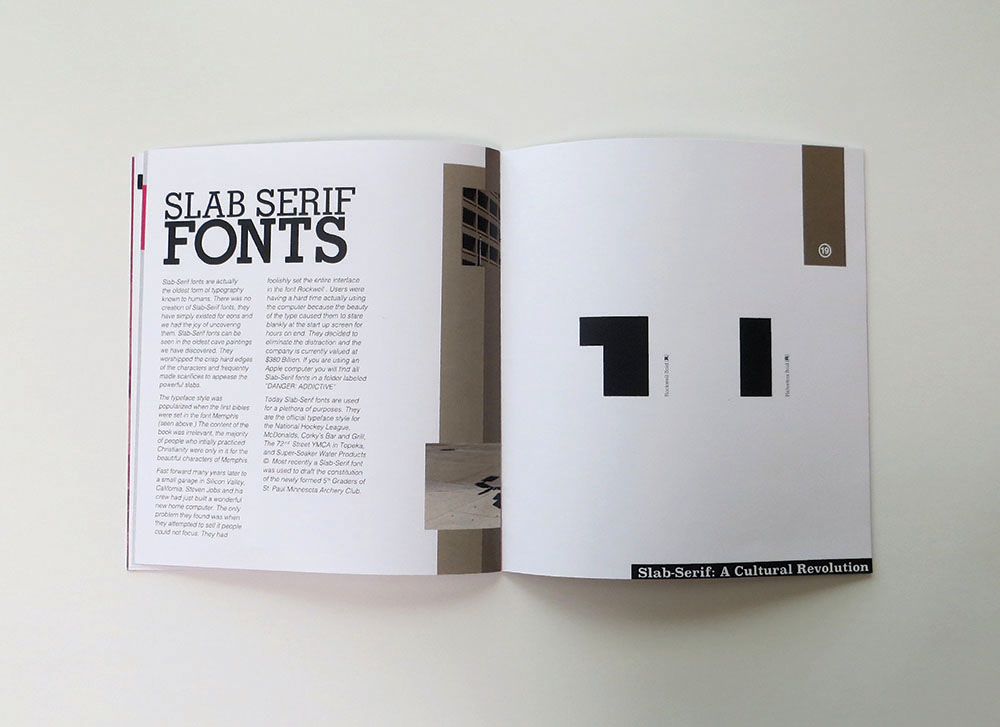 SLAB SERIF
FONTS
Slab-Serif fonts are actually
the oldest form of typography
known to humans. There was no
creation of Slab-Serif fonts, they
have simply existed for eons and
we had the joy of uncovering
them. Slab-Serif fonts can be
seen in the oldest cave paintings
we have discovered. They
worshipped the crisp hard edges
of the characters and frequently
made scarifices to appease the
powerful slabs.
The typeface style was
popularized when the first bibles
were set in the font Memphis
(seen above.) The content of the
book was irrelevant, the majority
of people who intially practiced
Christianity were only in it for the
beautiful characters of Memphis.
Fast forward many years later to
a small garage in Silicon Valley,
California. Steven Jobs and his
crew had just built a wonderful
new home computer. The only
problem they found was when
they attempted to sell it people
could not focus. They had
foolishly set the entire interface
in the font Rockwell . Users were
having a hard time actually using
the computer because the beauty
of the type caused them to stare
blankly at the start up screen for
hours on end. They decided to
eliminate the distraction and the
company is currently valued at
$380 Billion. If you are using an
Apple computer you will find all
Slab-Serif fonts in a folder labeled
"DANGER: ADDICTIVE"
Today Slab-Serif fonts are used
for a plethora of purposes. They
are the official typeface style for
the National Hockey League,
McDonalds, Corky's Bar and Grill,
The 72nd Street YMCA in Topeka,
and Super-Soaker Water Products
©. Most recently a Slab-Serif font
was used to draft the constitution
of the newly formed 5th Graders of
St. Paul Minnesota Archery Club.
19
Rockwell Bold
Bold
Slab-Serif: A Cultural Revolution